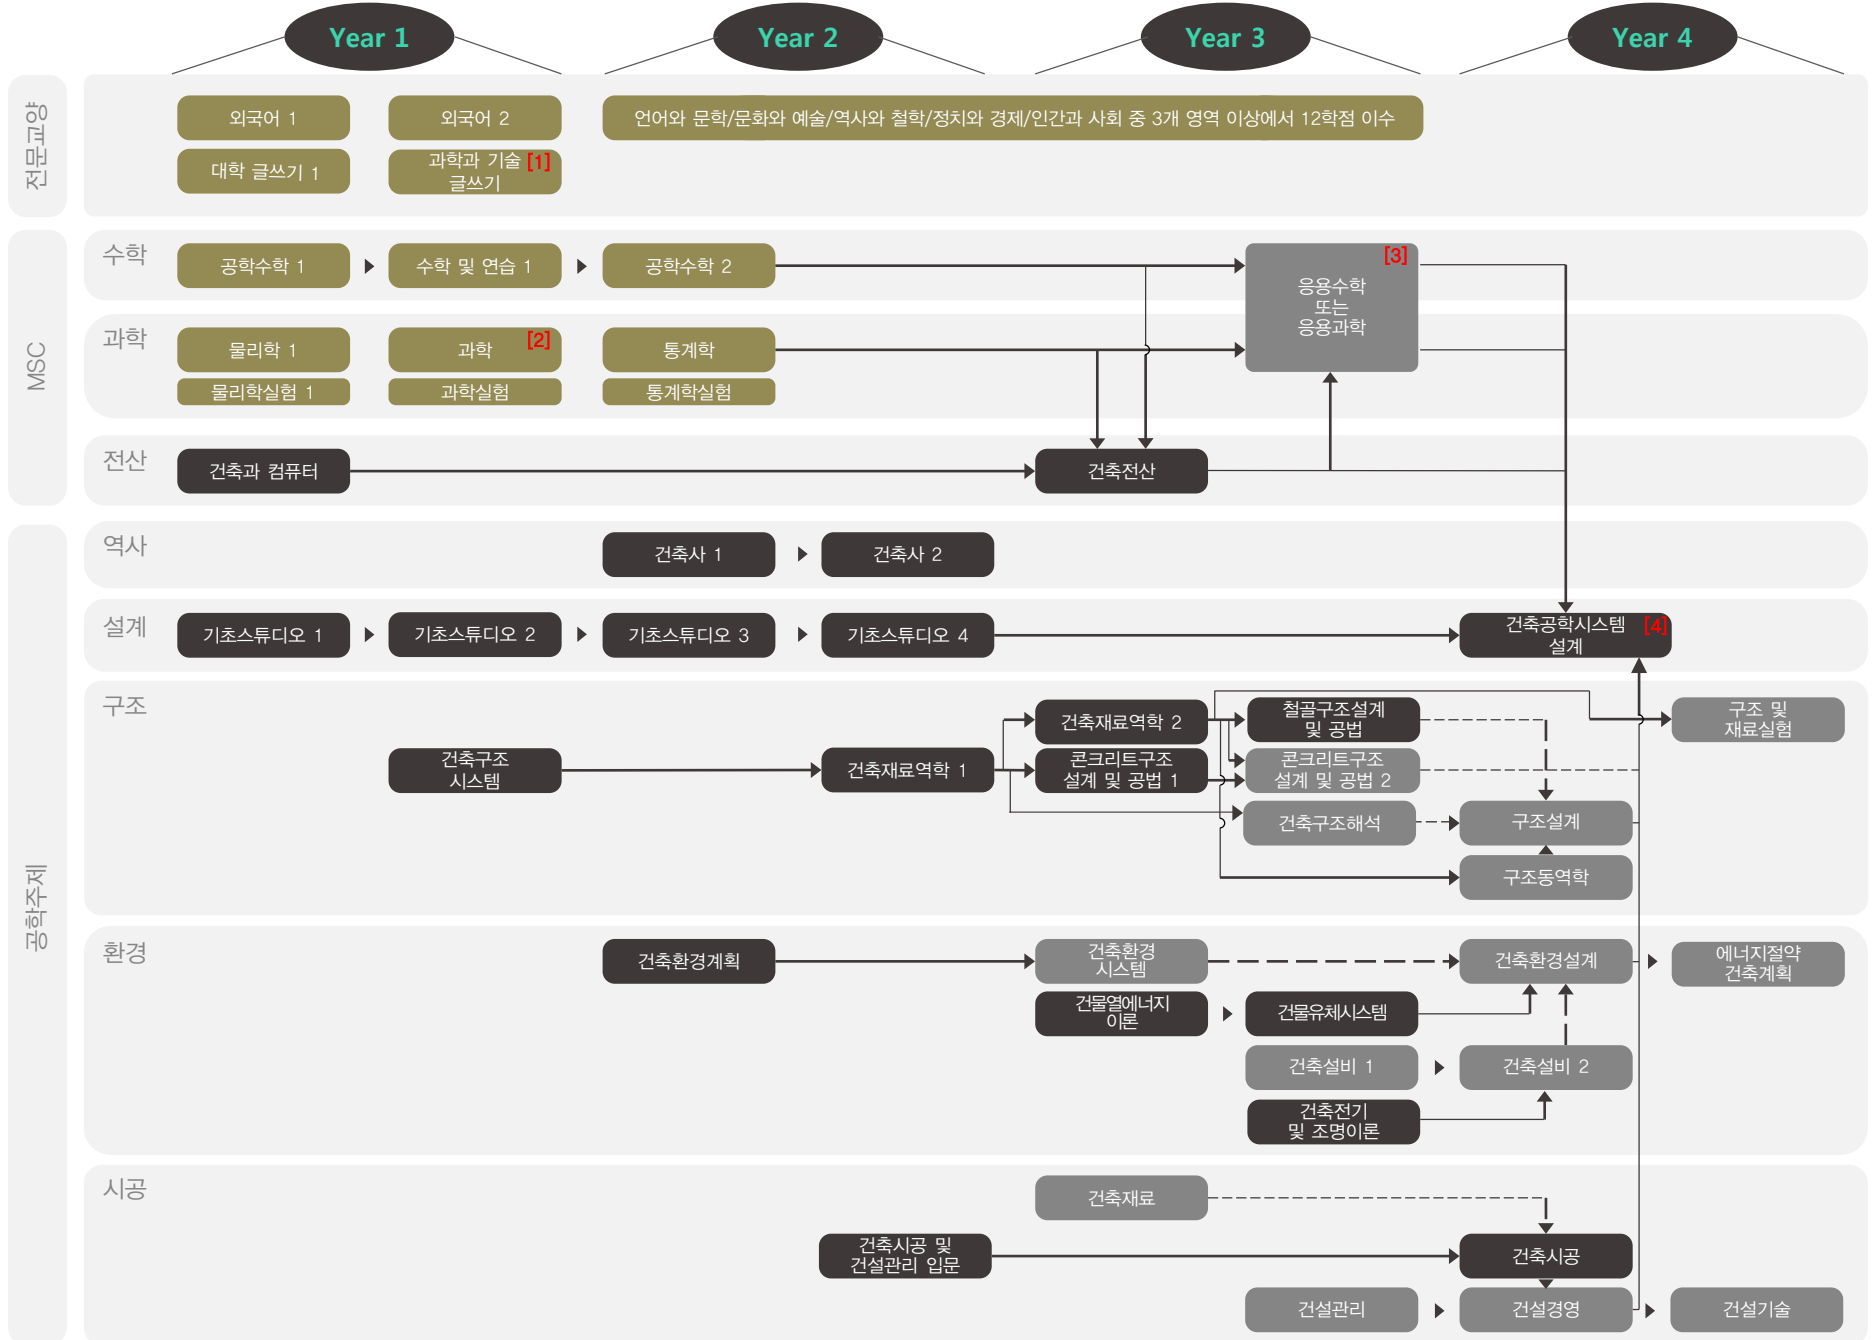 Year 1
Year 2
Year 3
Year 4
전문교양
외국어 1
외국어 2
언어와 문학/문화와 예술/역사와 철학/정치와 경제/인간과 사회 중 3개 영역 이상에서 12학점 이수
대학 글쓰기 1
과학과 기술 [1]
글쓰기
MSC
수학
공학수학 1
수학 및 연습 1
공학수학 2
[3]
응용수학
또는
응용과학
과학
물리학 1
과학 [2]
통계학
물리학실험 1
과학실험
통계학실험
전산
건축과 컴퓨터
건축전산
공학주제
역사
건축사 1
건축사 2
설계
기초스튜디오 1
기초스튜디오 2
기초스튜디오 3
기초스튜디오 4
건축공학시스템 [4]
설계
구조
건축구조
시스템
건축재료역학 1
건축재료역학 2
콘크리트구조
설계 및 공법 1
철골구조설계
및 공법
콘크리트구조
설계 및 공법 2
건축구조해석
구조설계
구조동역학
구조 및
재료실험
환경
건축환경계획
건축환경
시스템
건축환경설계
에너지절약
건축계획
건물열에너지
이론
건물유체시스템
건축설비 1
건축설비 2
건축전기
및 조명이론
시공
건축재료
건축시공 및
건설관리 입문
건축시공
건설관리
건설경영
건설기술